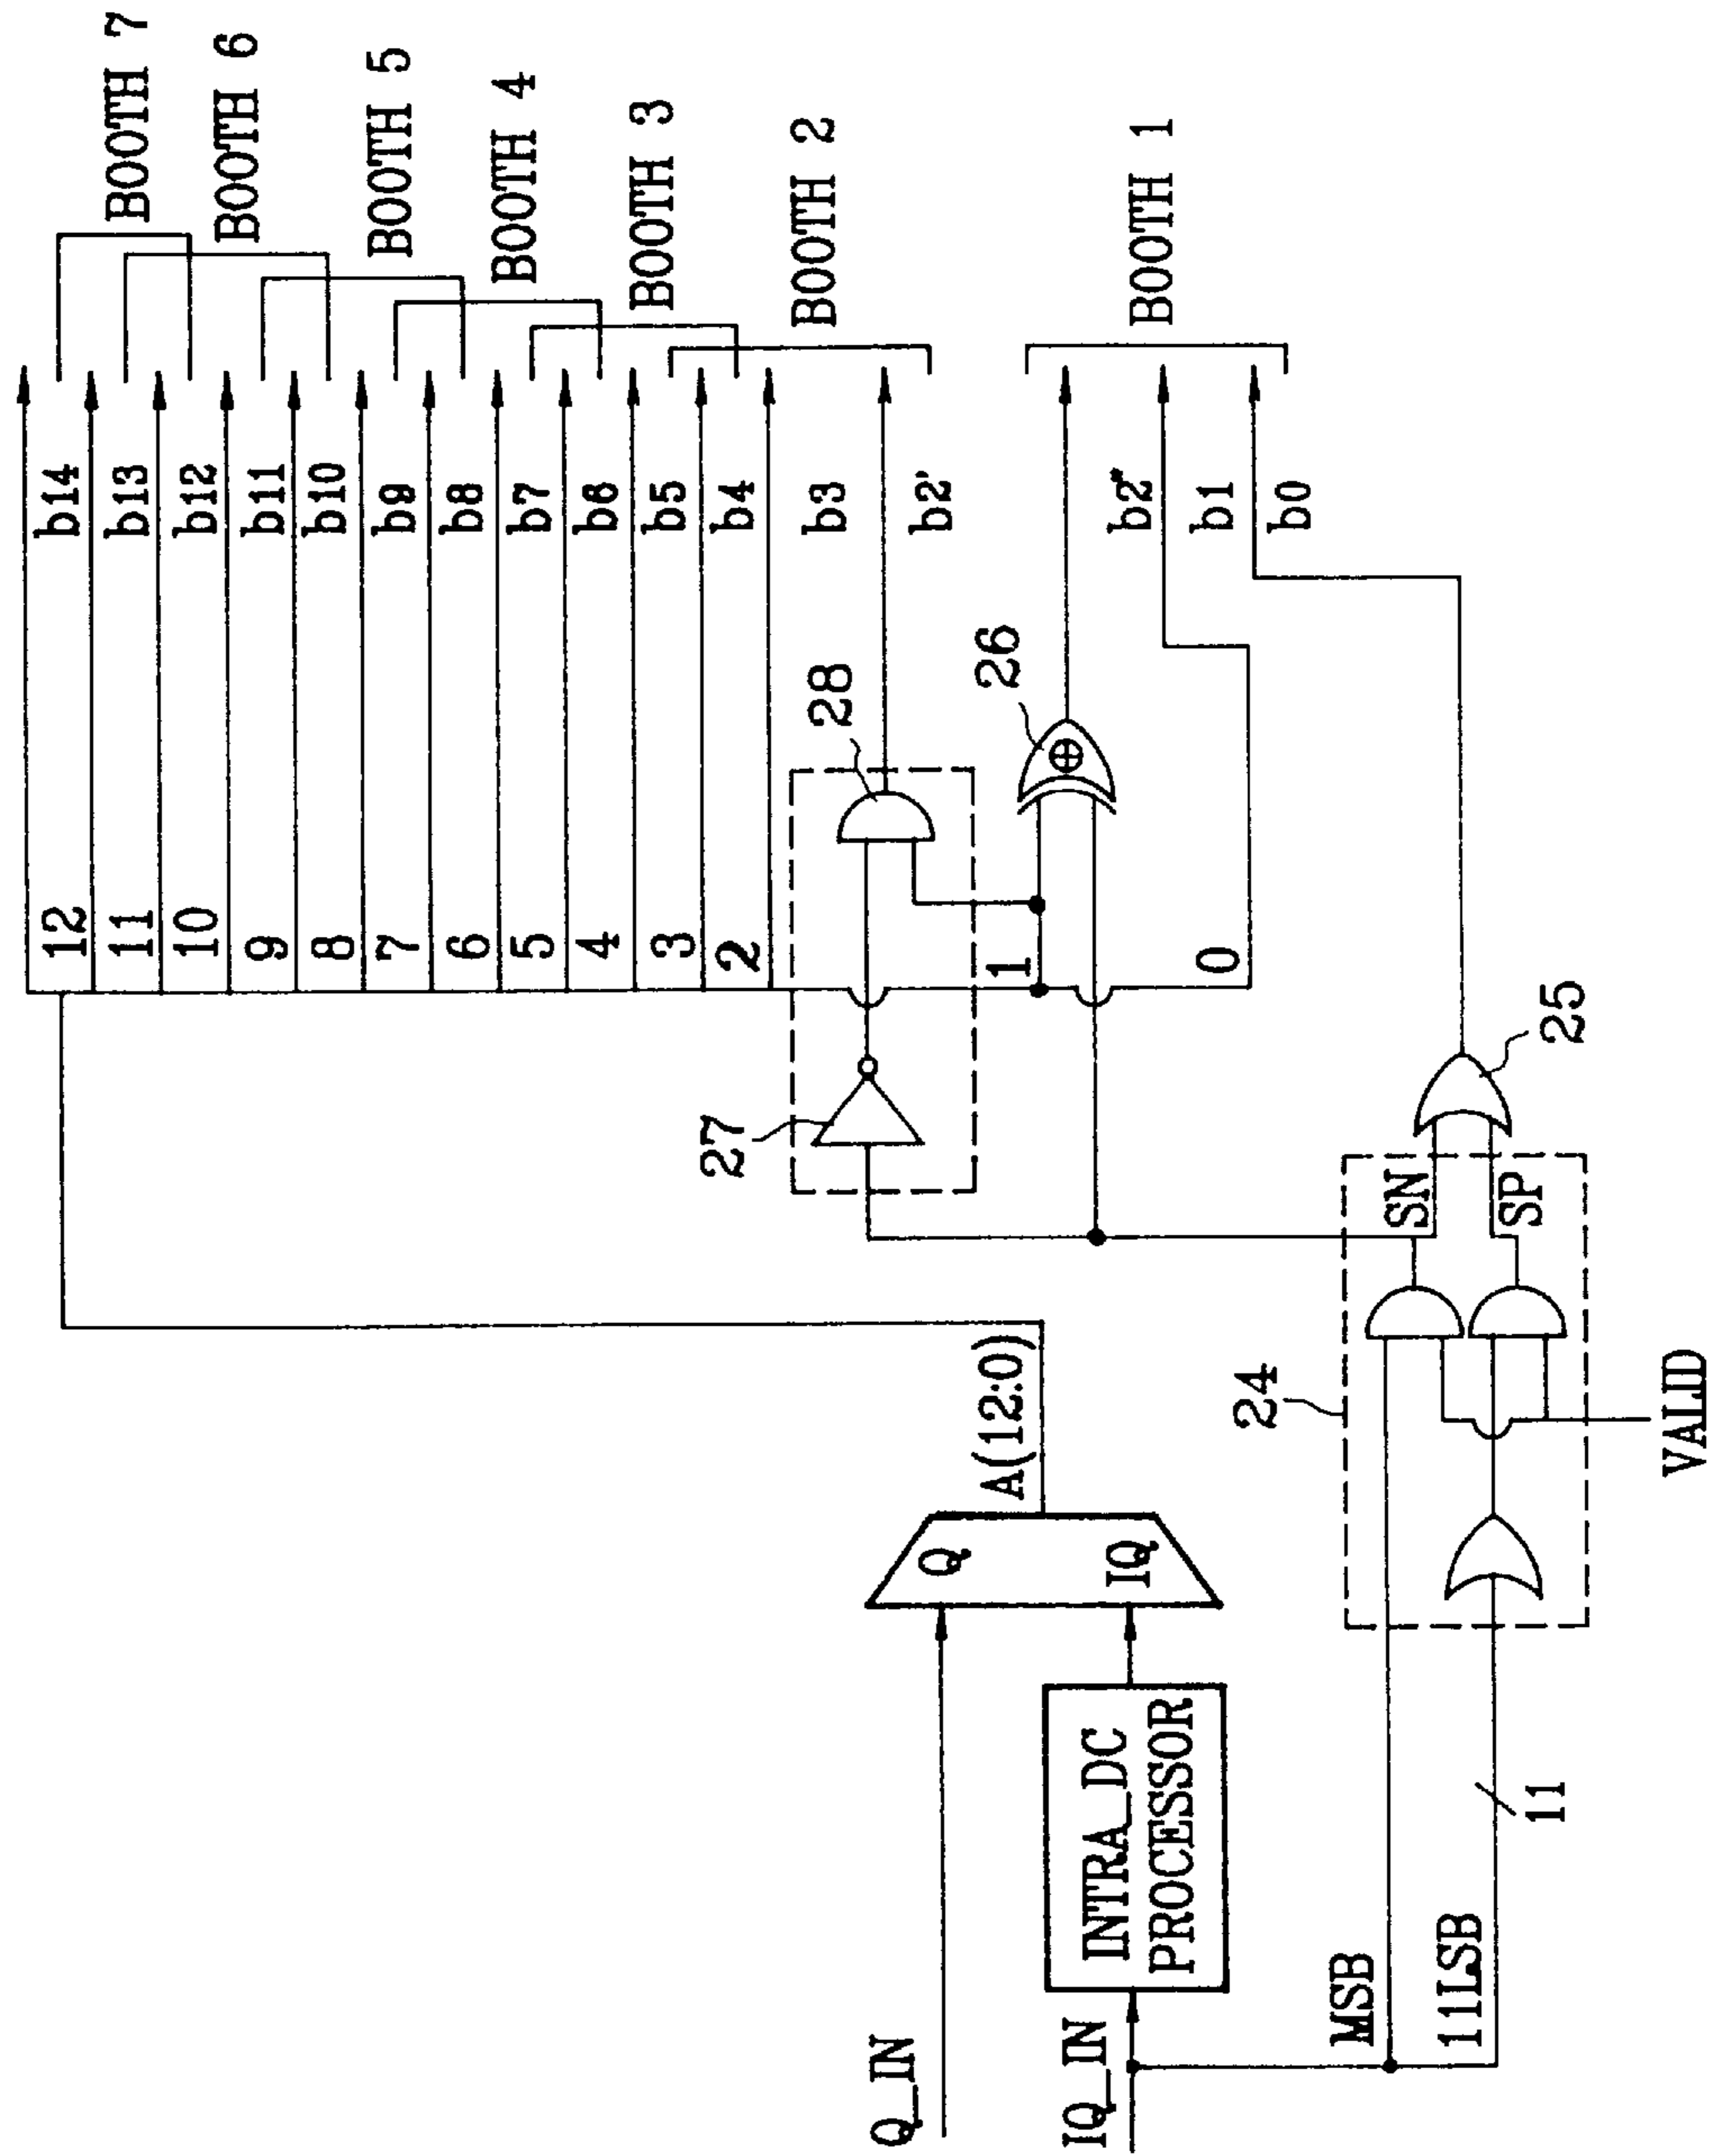 Q_IN
IQ_IN
MSB
11LSB
11
INTRA_DC
PROCESSOR
Q
IQ
A(12:0)
24
VALID
SN
SP
25
27
28
26
12
11
10
9
8
7
6
5
4
3
2
1
0
b14
b13
b12
b11
b10
b9
b8
b7
b6
b5
b4
b3
b2'
b2"
b1
b0
BOOTH 7
BOOTH 6
BOOTH 5
BOOTH 4
BOOTH 3
BOOTH 2
BOOTH 1